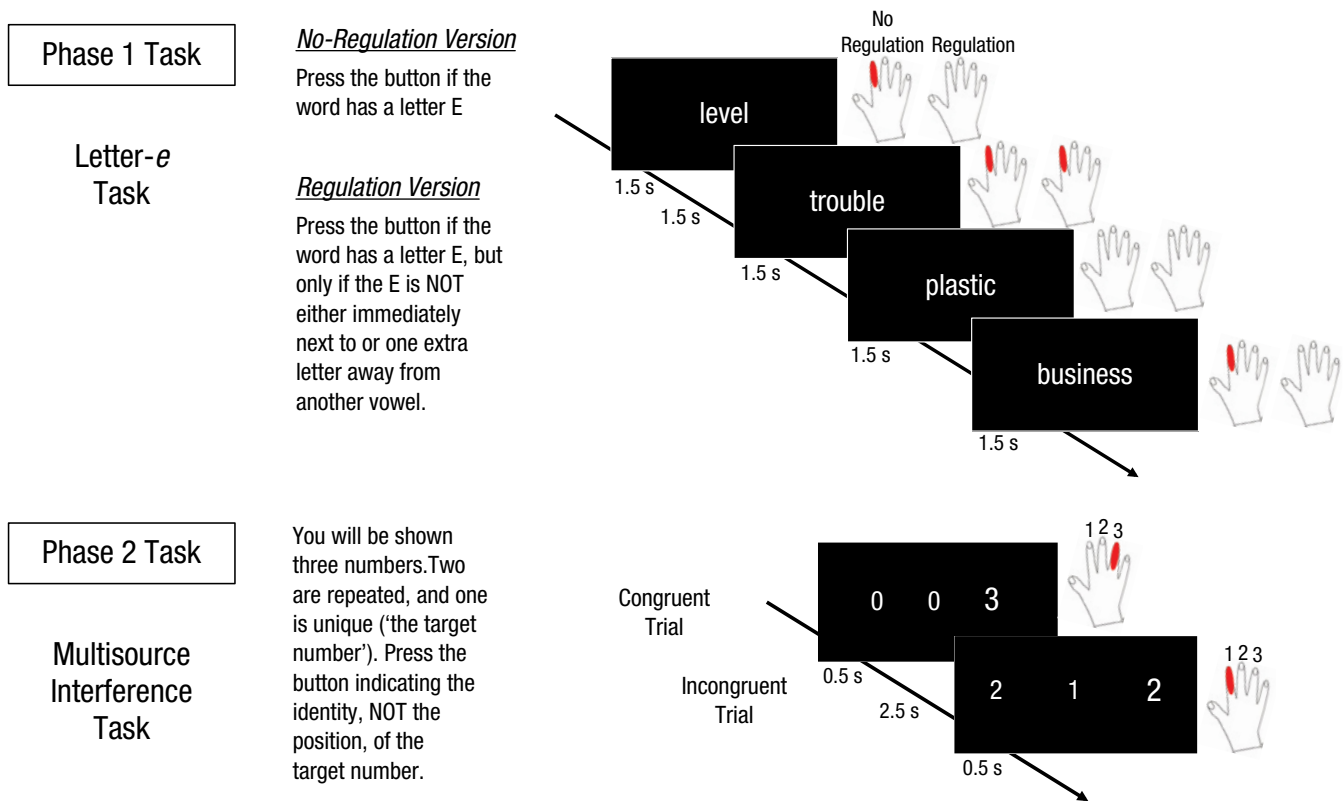 Phase 1 Task
Letter-e
Task
No-Regulation Version
Press the button if the
word has a letter E
Regulation Version
Press the button if the
word has a letter E, but
only if the E is NOT
either immediately
next to or one extra
letter away from
another vowel.
No
Regulation Regulation
level
1.5 s
1.5 s
trouble
1.5 s
plastic
1.5 s
business
1.5 s
Phase 2 Task
Multisource
Interference
Task
You will be shown
three numbers.Two
are repeated, and one
is unique (‘the target
number’). Press the
button indicating the
identity, NOT the
position, of the
target number.
Congruent
Trial
0 0 3
1 2 3
0.5 s
2.5 s
Incongruent
Trial
2 1 2
1 2 3
0.5 s